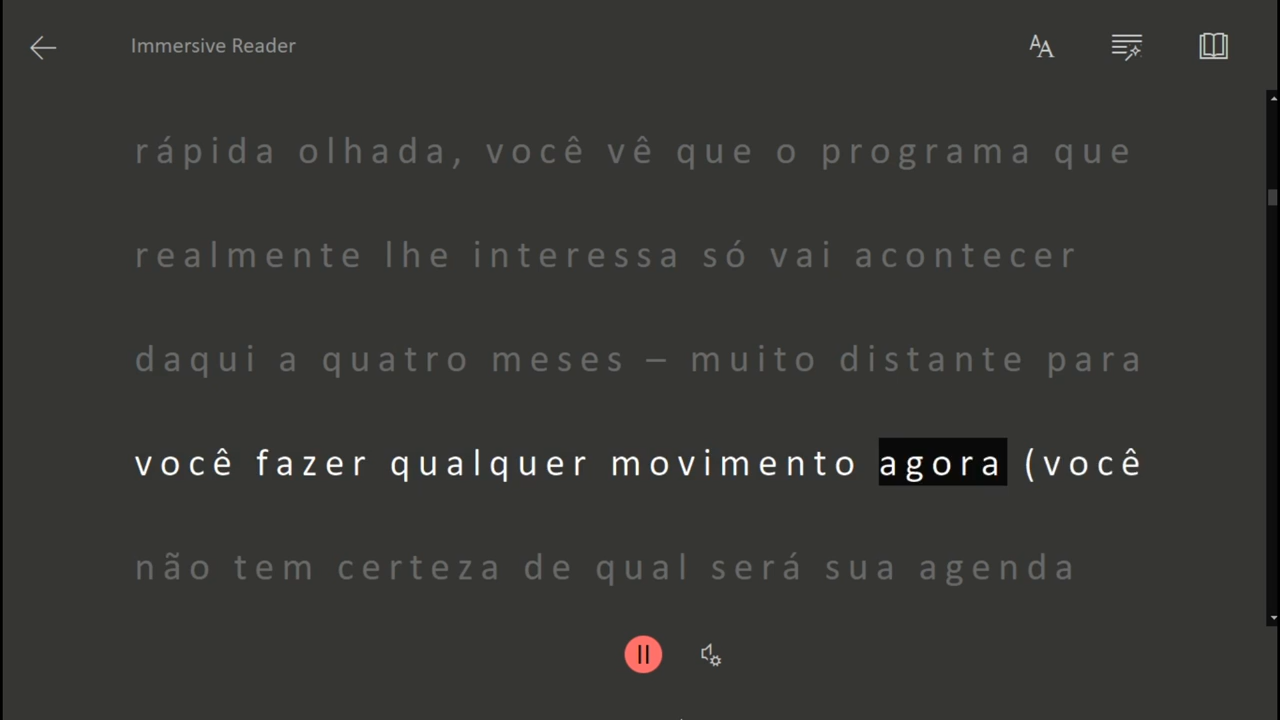 Immersive Reader
rápida olhada, você vê que o programa que
realmente lhe interessa só vai acontecer
daqui a quatro meses – muito distante para
você fazer qualquer movimento agora (você
não tem certeza de qual será sua agenda